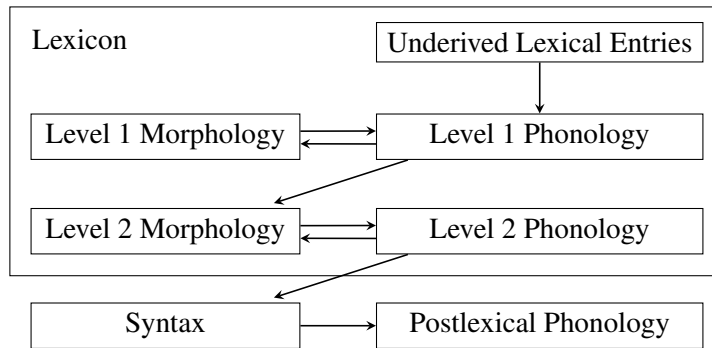 Lexicon
Underived Lexical Entries
Level 1 Morphology
Level 1 Phonology
Level 2 Morphology
Level 2 Phonology
Syntax
Postlexical Phonology